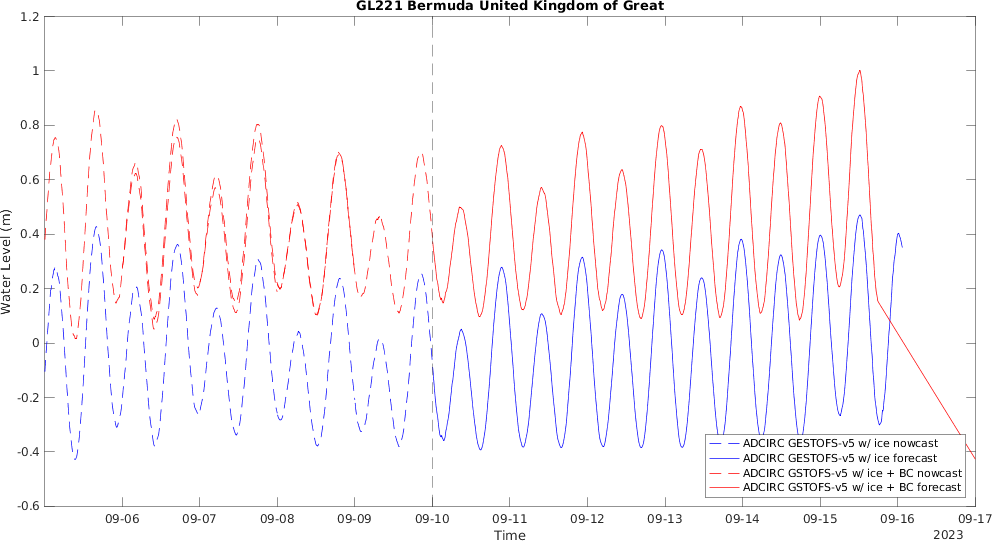 GL221 Bermuda United Kingdom of Great
1.2
1
0.8
0.6
0.4
0.2
0
-0.2
-0.4
-0.6
Water Level (m)
ADCIRC GESTOFS-v5 w/ ice nowcast
ADCIRC GESTOFS-v5 w/ ice forecast
ADCIRC GSTOFS-v5 w/ ice + BC nowcast
ADCIRC GSTOFS-v5 w/ ice + BC forecast
09-06 09-07 09-08 09-09 09-10 09-11 09-12 09-13 09-14 09-15 09-16 09-17
Time
2023